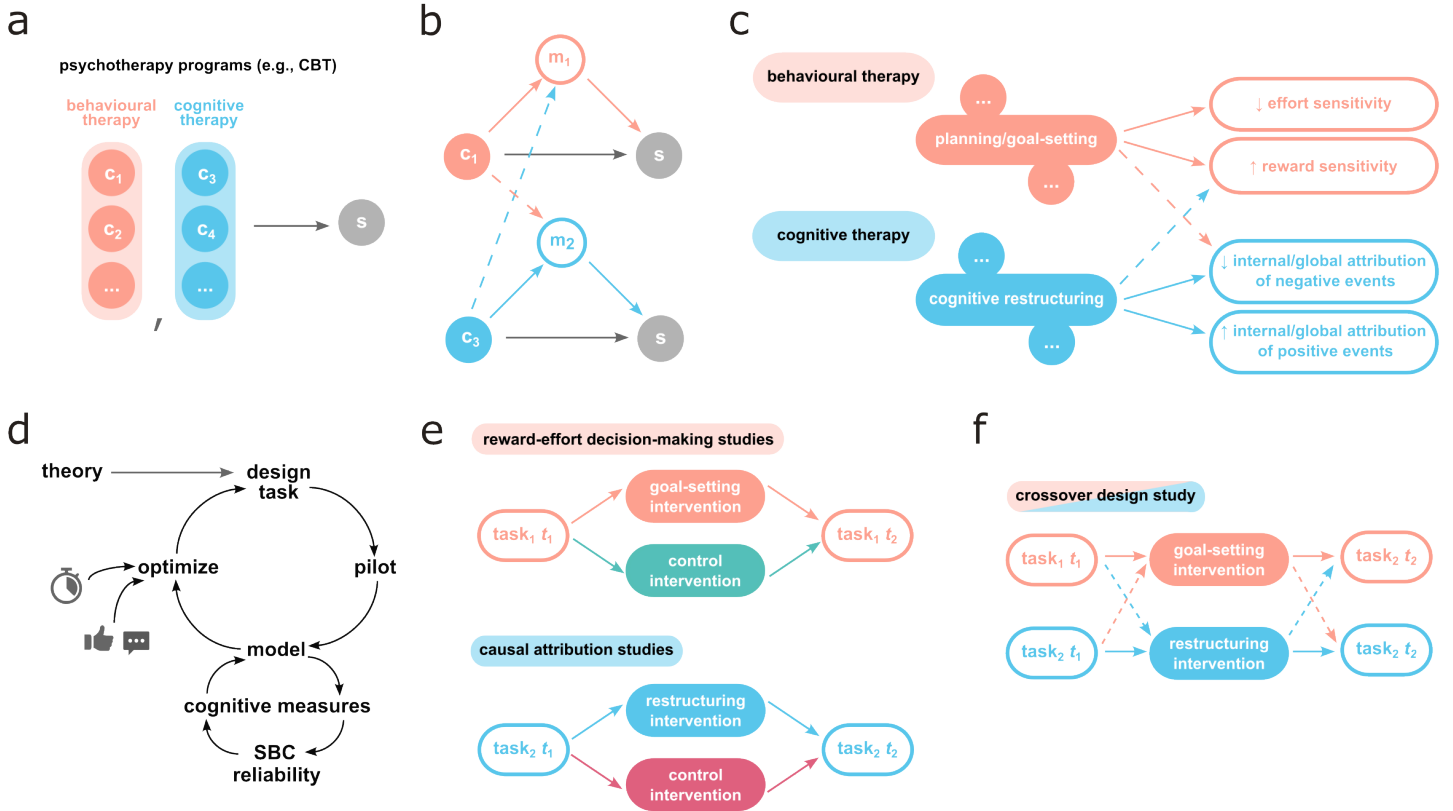 a
psychotherapy programs (e.g., CBT)
behavioural
therapy
cognitive
therapy
c1
c2
...
,
c3
c4
...
s
b
m1
c1
s
m2
c3
s
c
behavioural therapy
...
planning/goal-setting
...
cognitive therapy
...
cognitive restructuring
...
↓ effort sensitivity
↑ reward sensitivity
↓ internal/global attribution
of negative events
↑ internal/global attribution
of positive events
d
theory
design
task
optimize
pilot
model
cognitive measures
SBC
reliability
e
reward-effort decision-making studies
task1 t1
goal-setting
intervention
control
intervention
task1 t2
causal attribution studies
task2 t1
restructuring
intervention
control
intervention
task2 t2
f
crossover design study
task1 t1
goal-setting
intervention
task2 t2
task2 t1
restructuring
intervention
task2 t2